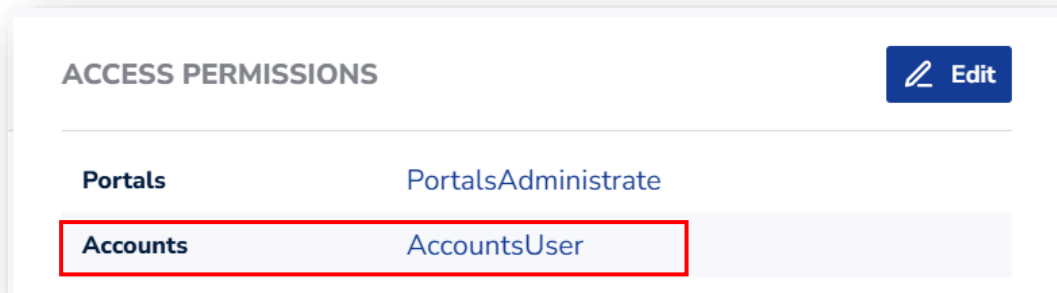 ACCESS PERMISSIONS
Edit
Portals PortalsAdministrate
Accounts AccountsUser